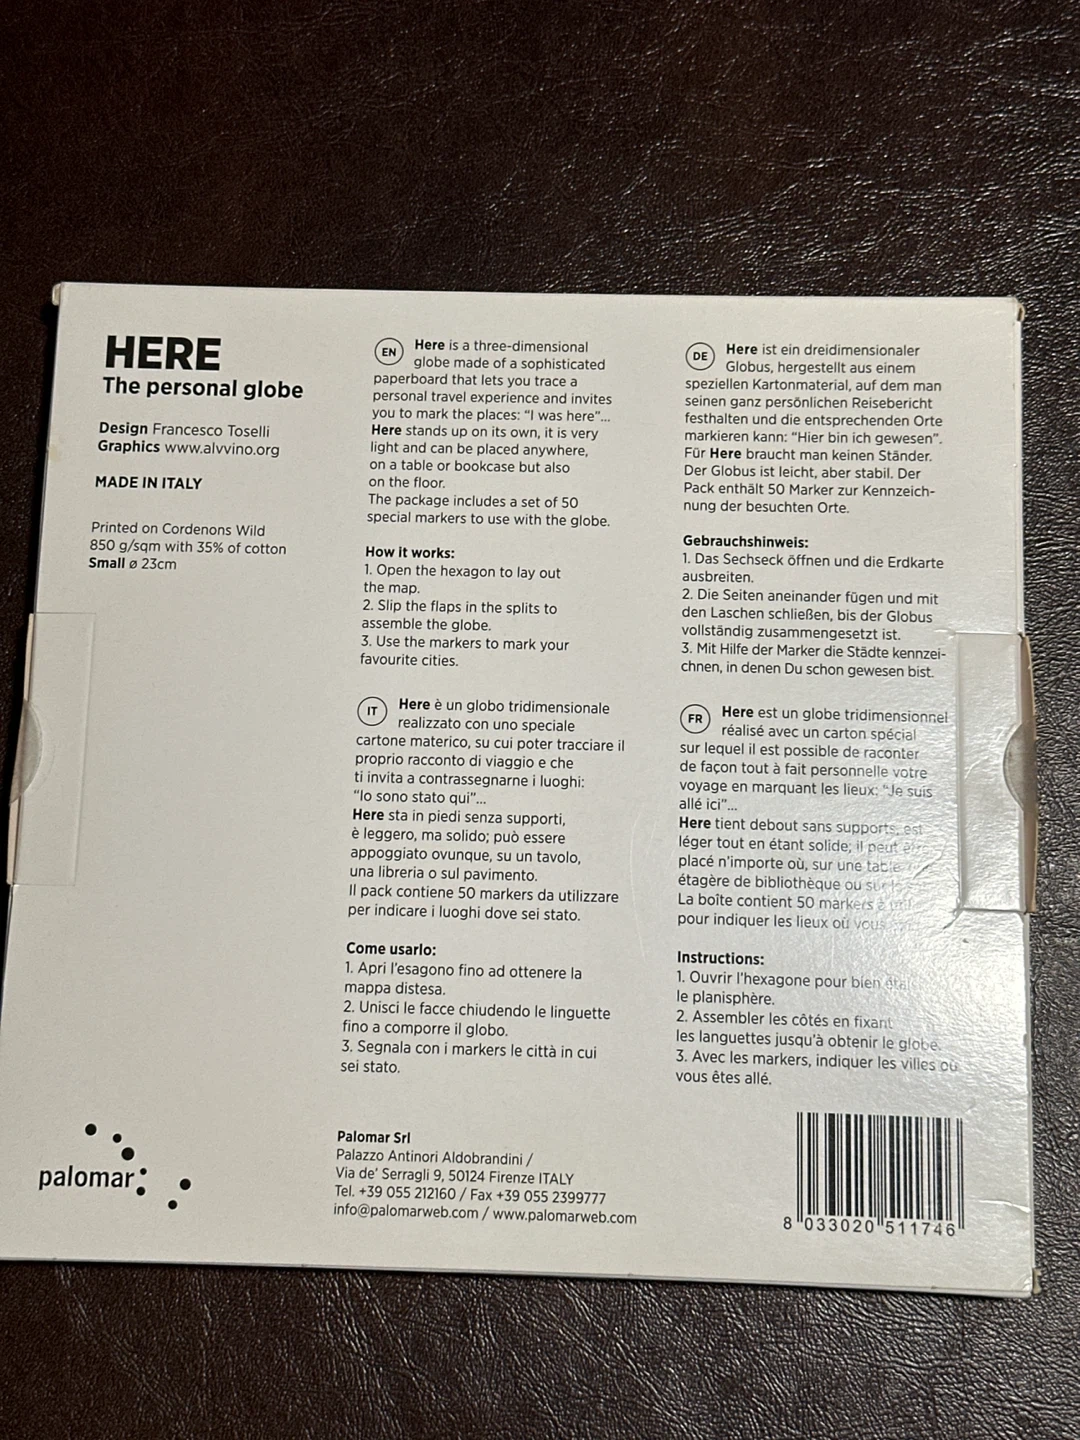 HERE
The personal globe
Design Francesco Toselli
Graphics www.alvvino.org
MADE IN ITALY
Printed on Cordenons Wild
850 g/sqm with 35% of cotton
Small ø 23cm
EN
Here is a three-dimensional
globe made of a sophisticated
paperboard that lets you trace a
personal travel experience and invites
you to mark the places: “I was here”...
Here stands up on its own, it is very
light and can be placed anywhere,
on a table or bookcase but also
on the floor.
The package includes a set of 50
special markers to use with the globe.
How it works:
1. Open the hexagon to lay out
the map.
2. Slip the flaps in the splits to
assemble the globe.
3. Use the markers to mark your
favourite cities.
DE
Here ist ein dreidimensionaler
Globus, hergestellt aus einem
speziellen Kartonmaterial, auf dem man
seinen ganz persönlichen Reisebericht
festhalten und die entsprechenden Orte
markieren kann: “Hier bin ich gewesen”.
Für Here braucht man keinen Ständer.
Der Globus ist leicht, aber stabil. Der
Pack enthält 50 Marker zur Kennzeich-
nung der besuchten Orte.
Gebrauchshinweis:
1. Das Sechseck öffnen und die Erdkarte
ausbreiten.
2. Die Seiten aneinander fügen und mit
den Laschen schließen, bis der Globus
vollständig zusammengesetzt ist.
3. Mit Hilfe der Marker die Städte kennzei-
chnen, in denen Du schon gewesen bist.
IT
Here è un globo tridimensionale
realizzato con uno speciale
cartone materico, su cui poter tracciare il
proprio racconto di viaggio e che
ti invita a contrassegnarne i luoghi:
“Io sono stato qui”...
Here sta in piedi senza supporti,
è leggero, ma solido; può essere
appoggiato ovunque, su un tavolo,
una libreria o sul pavimento.
Il pack contiene 50 markers da utilizzare
per indicare i luoghi dove sei stato.
Come usarlo:
1. Apri l’esagono fino ad ottenere la
mappa distesa.
2. Unisci le facce chiudendo le linguette
fino a comporre il globo.
3. Segnala con i markers le città in cui
sei stato.
FR
Here est un globe tridimensionnel
réalisé avec un carton spécial
sur lequel il est possible de raconter
de façon tout à fait personnelle votre
voyage en marquant les lieux: “Je suis
allé ici”...
Here tient debout sans supports, est
léger tout en étant solide; il peut être
placé n’importe où, sur une table
étagère de bibliothèque ou sur
La boîte contient 50 markers à
pour indiquer les lieux où vous
Instructions:
1. Ouvrir l’hexagone pour bien
le planisphère.
2. Assembler les côtés en fixant
les languettes jusqu’à obtenir le globe.
3. Avec les markers, indiquer les villes où
vous êtes allé.
palomar
Palomar Srl
Palazzo Antinori Aldobrandini /
Via de’ Serragli 9, 50124 Firenze ITALY
Tel. +39 055 212160 / Fax +39 055 2399777
info@palomarweb.com / www.palomarweb.com
8 033020 511746